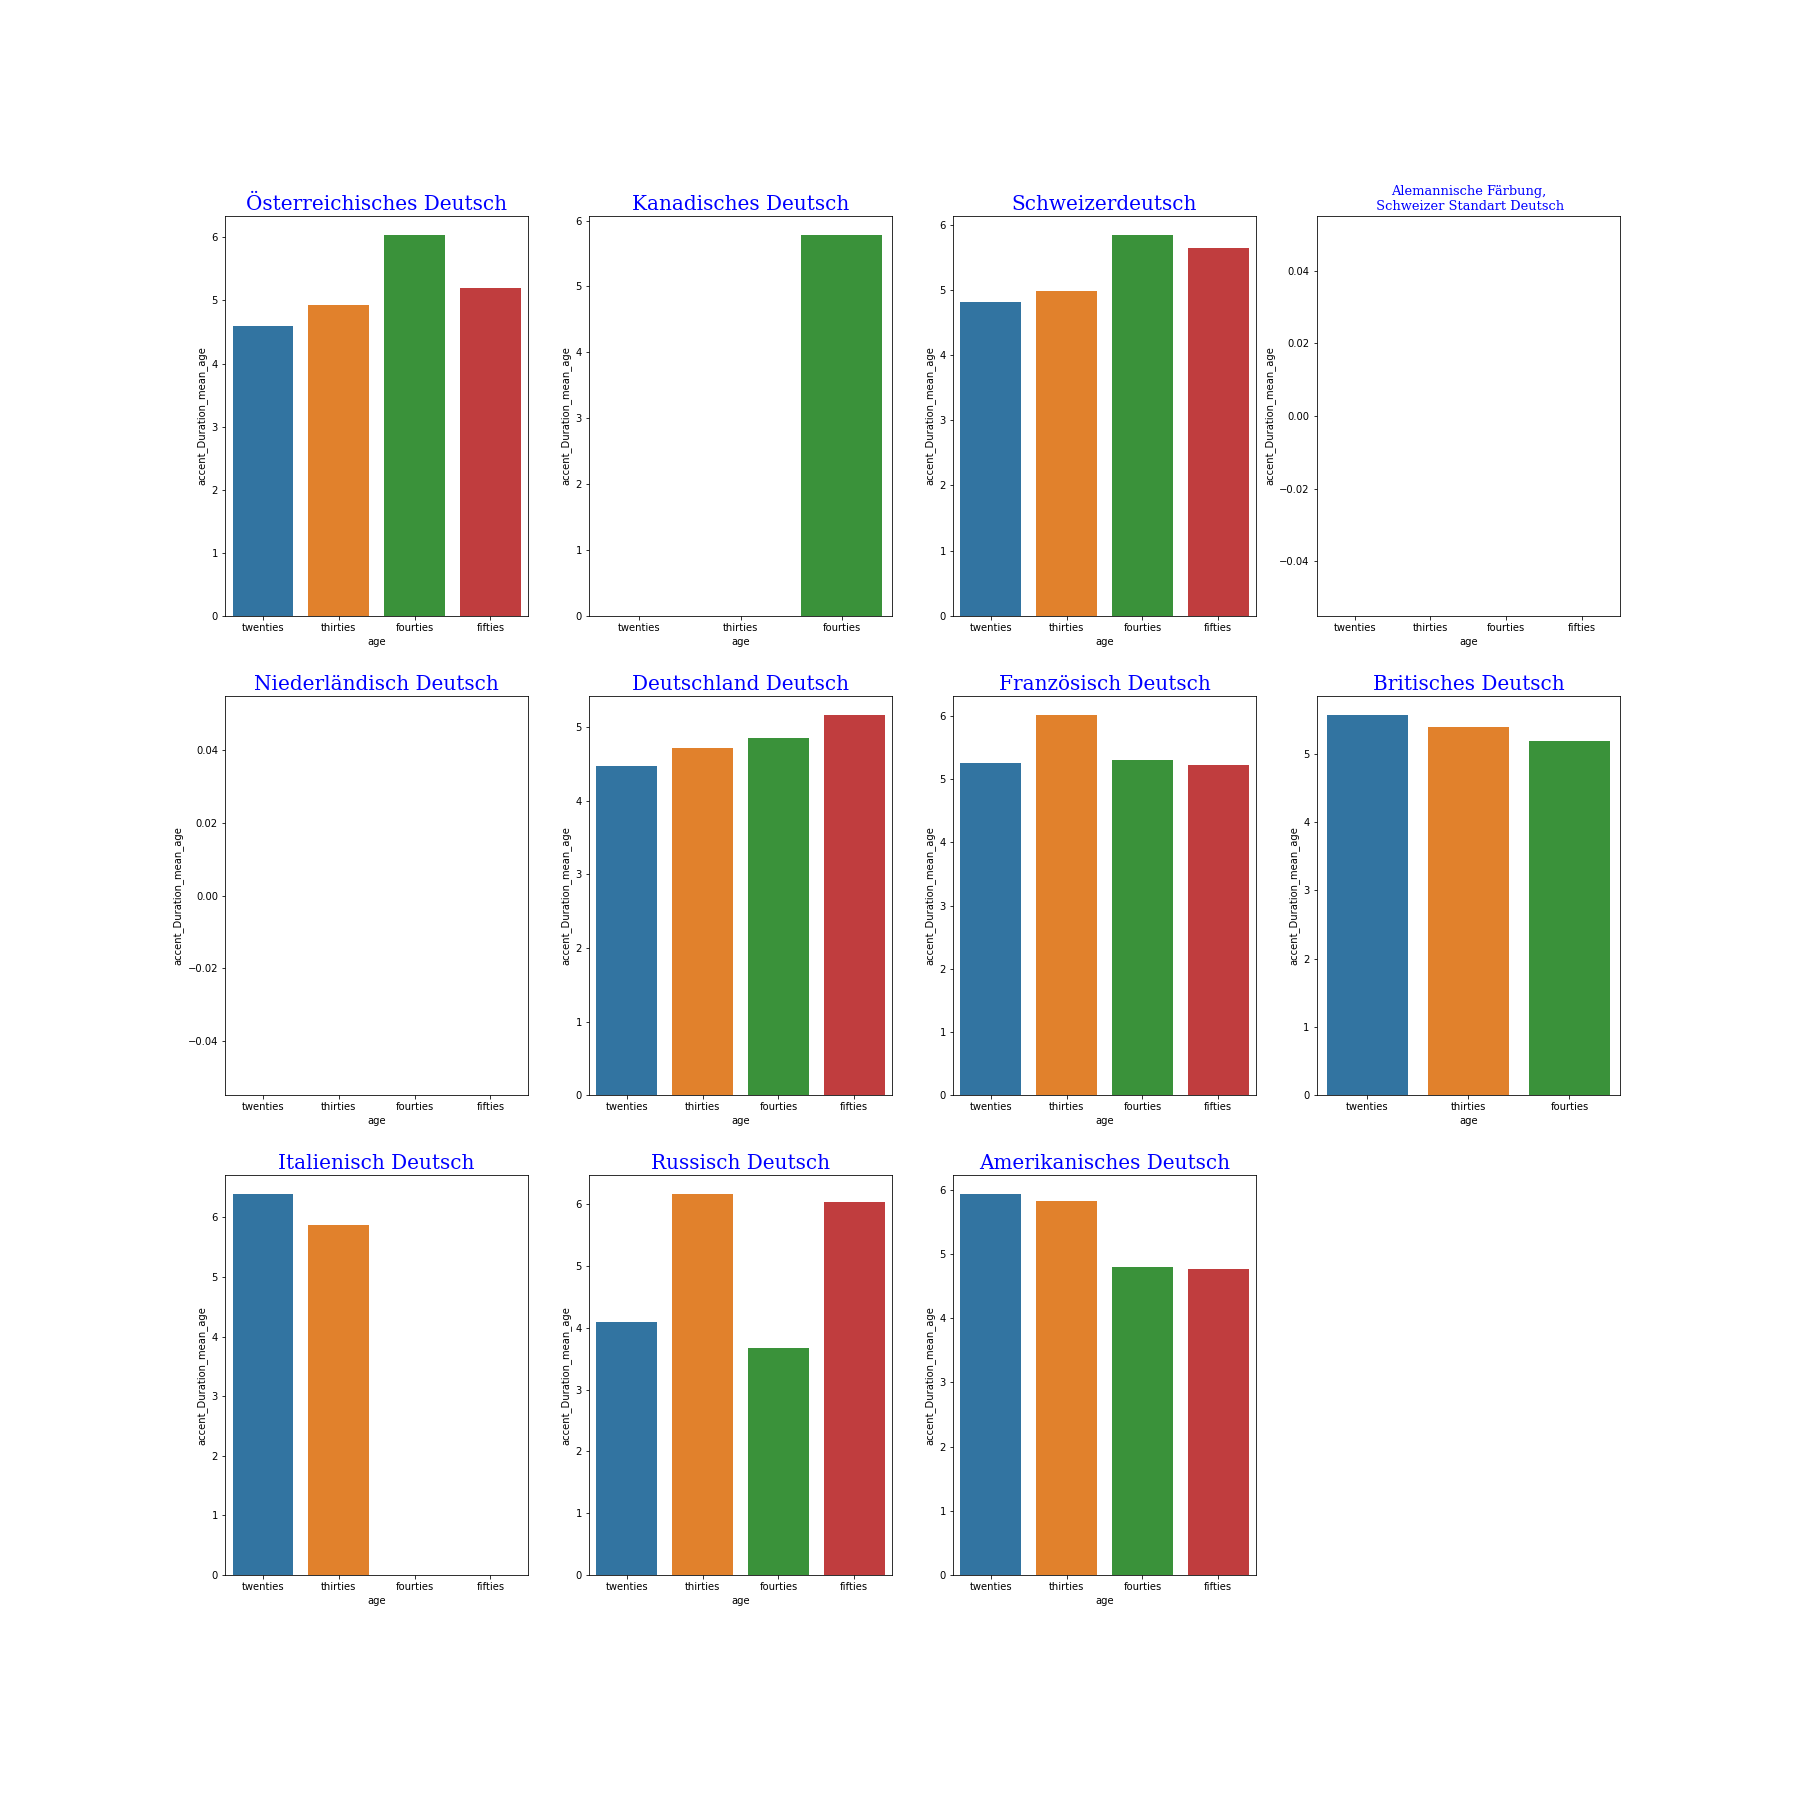 Österreichisches Deutsch
6
5
4
3
2
1
0
accent_Duration_mean_age
twenties thirties fourties fifties
age
Kanadisches Deutsch
6
5
4
3
2
1
0
accent_Duration_mean_age
twenties thirties fourties
age
Schweizerdeutsch
6
5
4
3
2
1
0
accent_Duration_mean_age
twenties thirties fourties fifties
age
Alemannische Färbung,
Schweizer Standart Deutsch
0.04
0.02
0.00
−0.02
−0.04
accent_Duration_mean_age
twenties thirties fourties fifties
age
Niederländisch Deutsch
0.04
0.02
0.00
−0.02
−0.04
accent_Duration_mean_age
twenties thirties fourties fifties
age
Deutschland Deutsch
5
4
3
2
1
0
accent_Duration_mean_age
twenties thirties fourties fifties
age
Französisch Deutsch
6
5
4
3
2
1
0
accent_Duration_mean_age
twenties thirties fourties fifties
age
Britisches Deutsch
5
4
3
2
1
0
accent_Duration_mean_age
twenties thirties fourties
age
Italienisch Deutsch
6
5
4
3
2
1
0
accent_Duration_mean_age
twenties thirties fourties fifties
age
Russisch Deutsch
6
5
4
3
2
1
0
accent_Duration_mean_age
twenties thirties fourties fifties
age
Amerikanisches Deutsch
6
5
4
3
2
1
0
accent_Duration_mean_age
twenties thirties fourties fifties
age